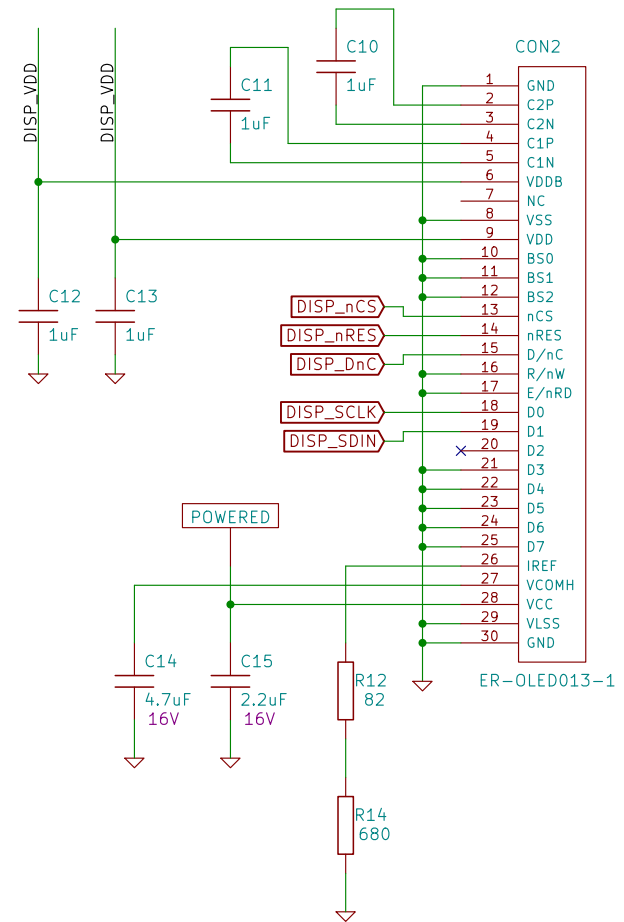 C10
1uF
C11
1uF
DISP_VDD
DISP_VDD
C12
1uF
C13
1uF
CON2
1 GND
2 C2P
3 C2N
4 C1P
5 C1N
6 VDDB
7 NC
8 VSS
9 VDD
10 BS0
11 BS1
12 BS2
DISP_nCS 13 nCS
DISP_nRES 14 nRES
DISP_DnC 15 D/nC
16 R/nW
17 E/nRD
DISP_SCLK 18 D0
DISP_SDIN 19 D1
20 D2
21 D3
22 D4
23 D5
24 D6
25 D7
26 IREF
27 VCOMH
28 VCC
29 VLSS
30 GND
ER-OLED013-1
POWERED
C14
4.7uF
16V
C15
2.2uF
16V
R12
82
R14
680